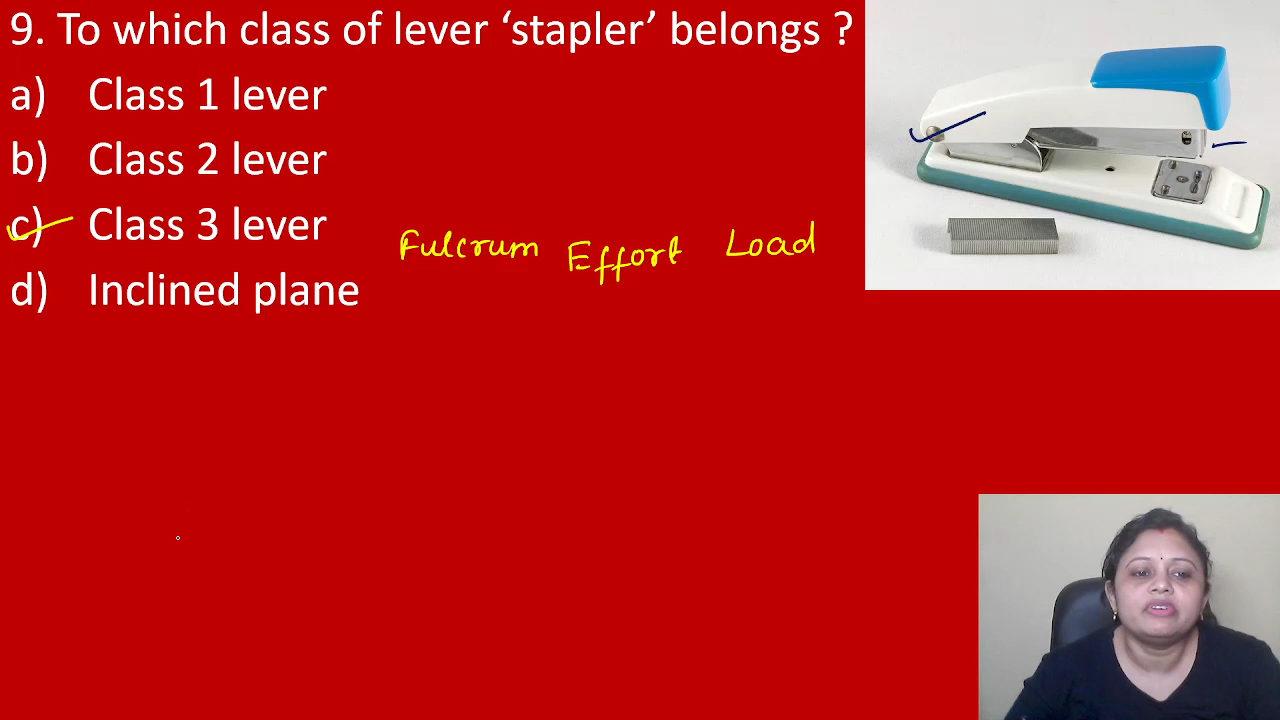 9. To which class of lever ‘stapler’ belongs ?
a) Class 1 lever
b) Class 2 lever
c) Class 3 lever
Fulcrum Effort Load
d) Inclined plane